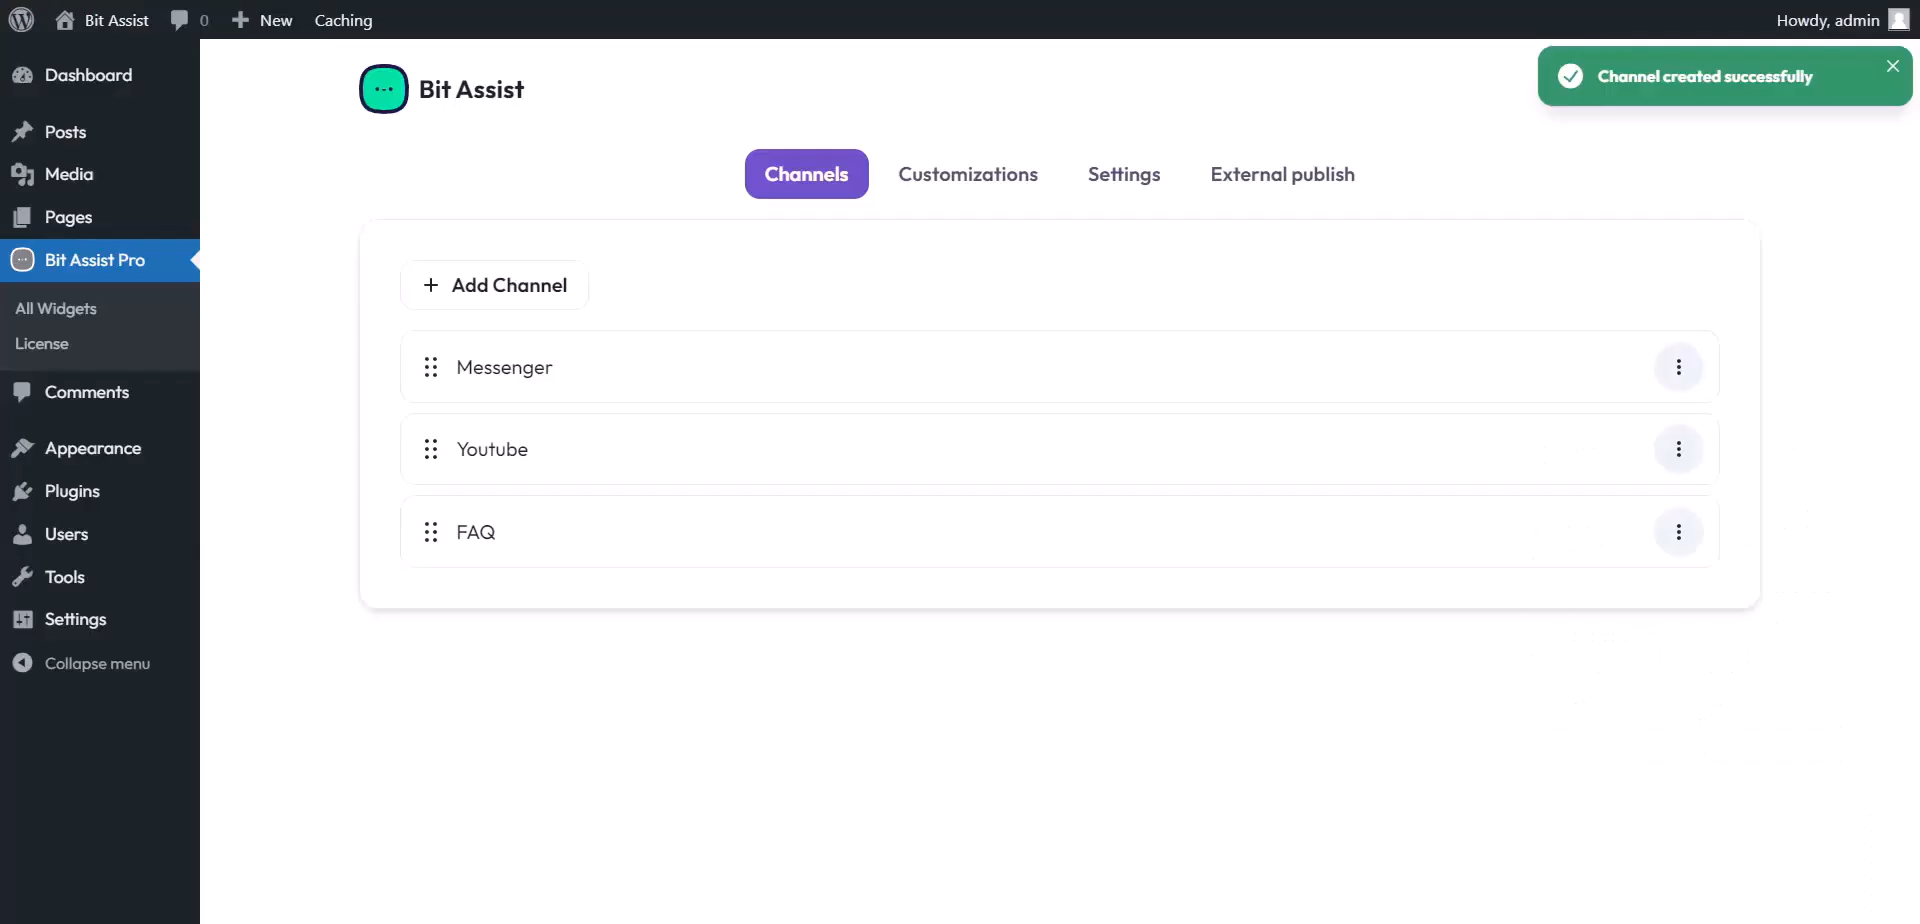 Bit Assist
0
New
Caching
Howdy, admin
Dashboard
Posts
Media
Pages
Bit Assist Pro
All Widgets
License
Comments
Appearance
Plugins
Users
Tools
Settings
Collapse menu
Bit Assist
Channel created successfully
Channels
Customizations
Settings
External publish
Add Channel
Messenger
Youtube
FAQ